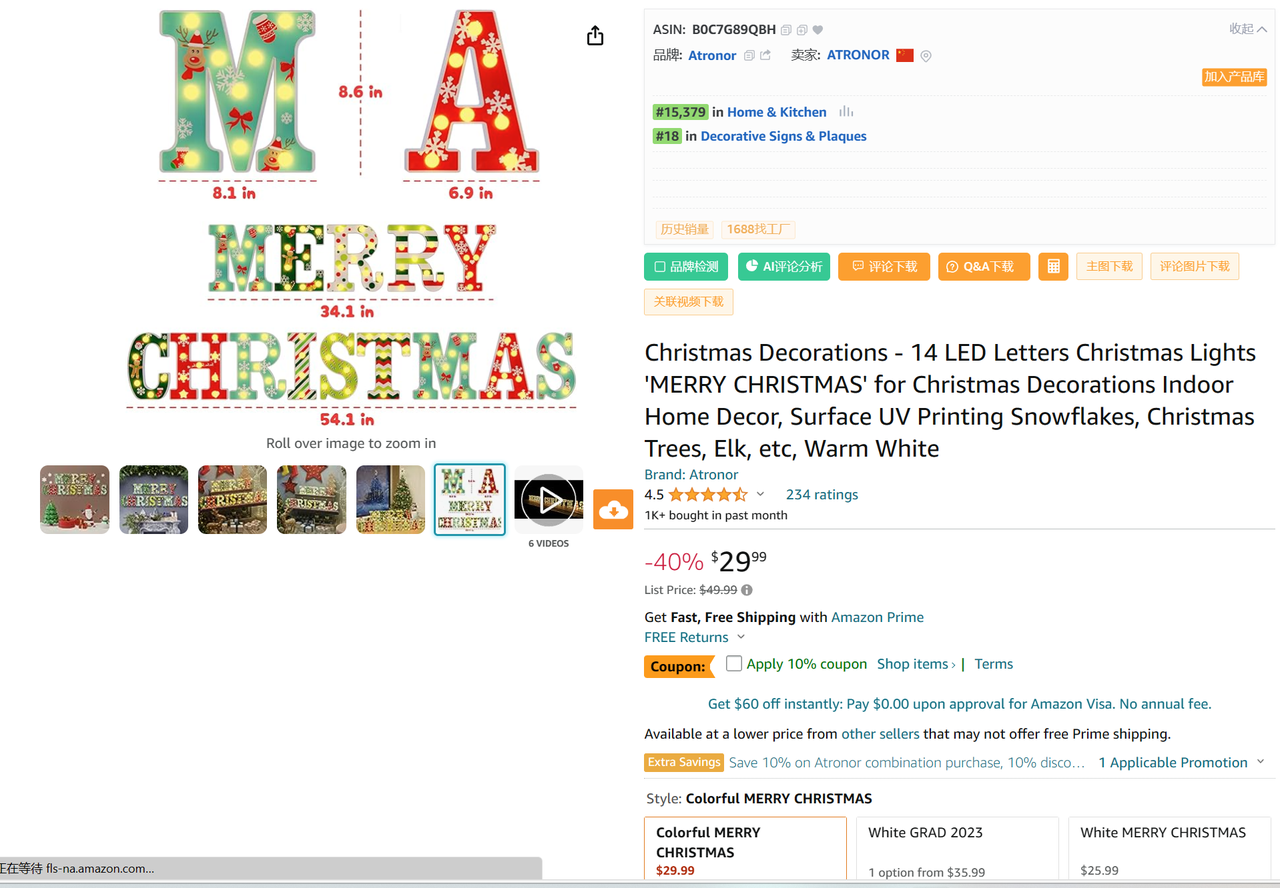 MA
8.6 in
8.1 in
6.9 in
MERRY
34.1 in
CHRISTMAS
54.1 in
Roll over image to zoom in
6 VIDEOS
ASIN: B0C7G89QBH
收起
品牌: Atronor 卖家: ATRONOR
加入产品库
#15,379 in Home & Kitchen
#18 in Decorative Signs & Plaques
历史销量 1688找工厂
品牌检测 AI评论分析 评论下载 Q&A下载 主图下载 评论图片下载
关联视频下载
Christmas Decorations - 14 LED Letters Christmas Lights
'MERRY CHRISTMAS' for Christmas Decorations Indoor
Home Decor, Surface UV Printing Snowflakes, Christmas
Trees, Elk, etc, Warm White
Brand: Atronor
4.5 234 ratings
1K+ bought in past month
-40% $29.99
List Price: $49.99
Get Fast, Free Shipping with Amazon Prime
FREE Returns
Coupon: Apply 10% coupon Shop items › | Terms
Get $60 off instantly: Pay $0.00 upon approval for Amazon Visa. No annual fee.
Available at a lower price from other sellers that may not offer free Prime shipping.
Extra Savings Save 10% on Atronor combination purchase, 10% disco… 1 Applicable Promotion
Style: Colorful MERRY CHRISTMAS
Colorful MERRY
CHRISTMAS
$29.99
White GRAD 2023
1 option from $35.99
White MERRY CHRISTMAS
$25.99
正在等待 fls-na.amazon.com...